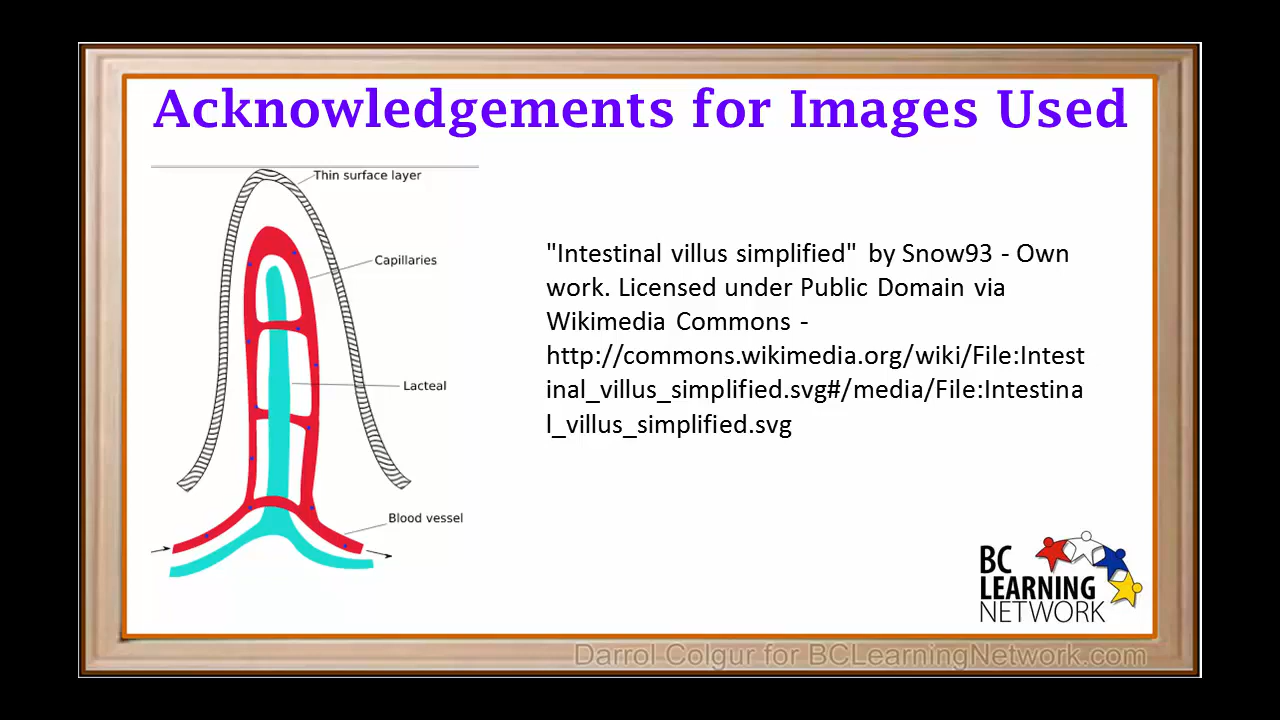 Acknowledgements for Images Used
Thin surface layer
Capillaries
Lacteal
Blood vessel
"Intestinal villus simplified" by Snow93 - Own
work. Licensed under Public Domain via
Wikimedia Commons -
http://commons.wikimedia.org/wiki/File:Intest
inal_villus_simplified.svg#/media/File:Intestina
l_villus_simplified.svg
BC
LEARNING
NETWORK
Darrol Colgur for BCLearningNetwork.com